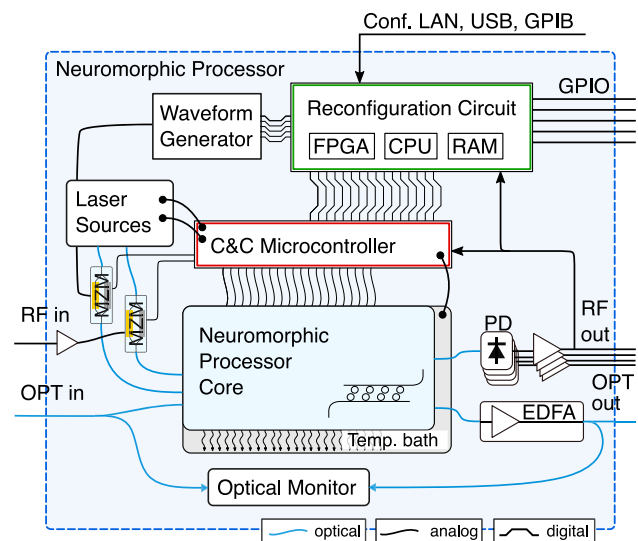 Conf. LAN, USB, GPIB
Neuromorphic Processor
Waveform
Generator
Reconfiguration Circuit
FPGA
CPU
RAM
GPIO
Laser
Sources
C&C Microcontroller
MZM
MZM
RF in
OPT in
Neuromorphic
Processor
Core
PD
RF
out
OPT
out
EDFA
Temp. bath
Optical Monitor
optical
analog
digital